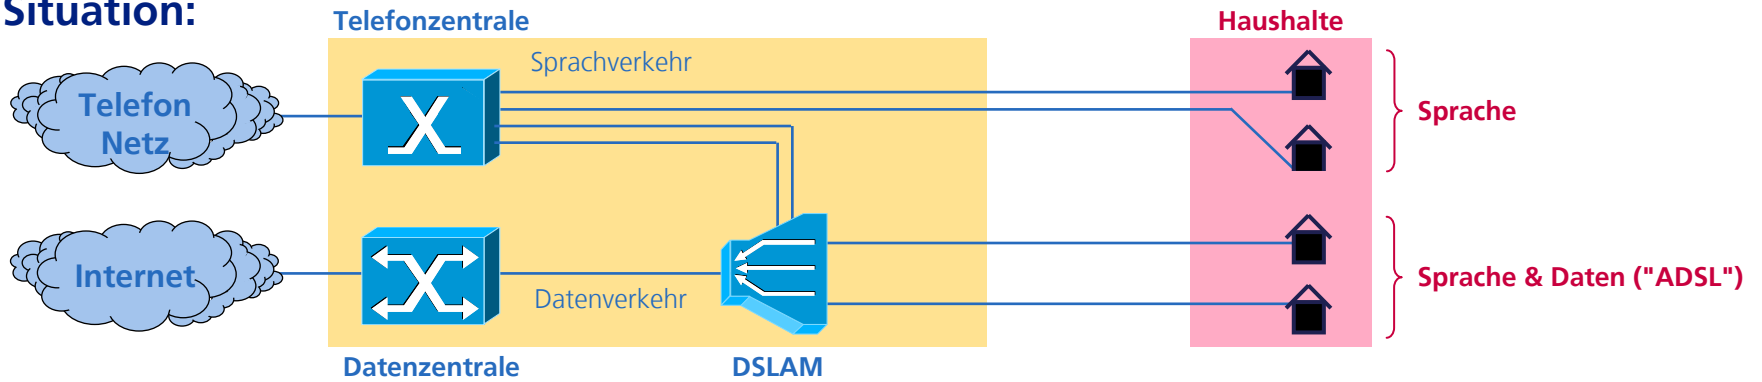 Situation:
Telefonzentrale
Haushalte
Sprachverkehr
Telefon
Netz
Sprache
Internet
Datenverkehr
Sprache & Daten ("ADSL")
Datenzentrale
DSLAM